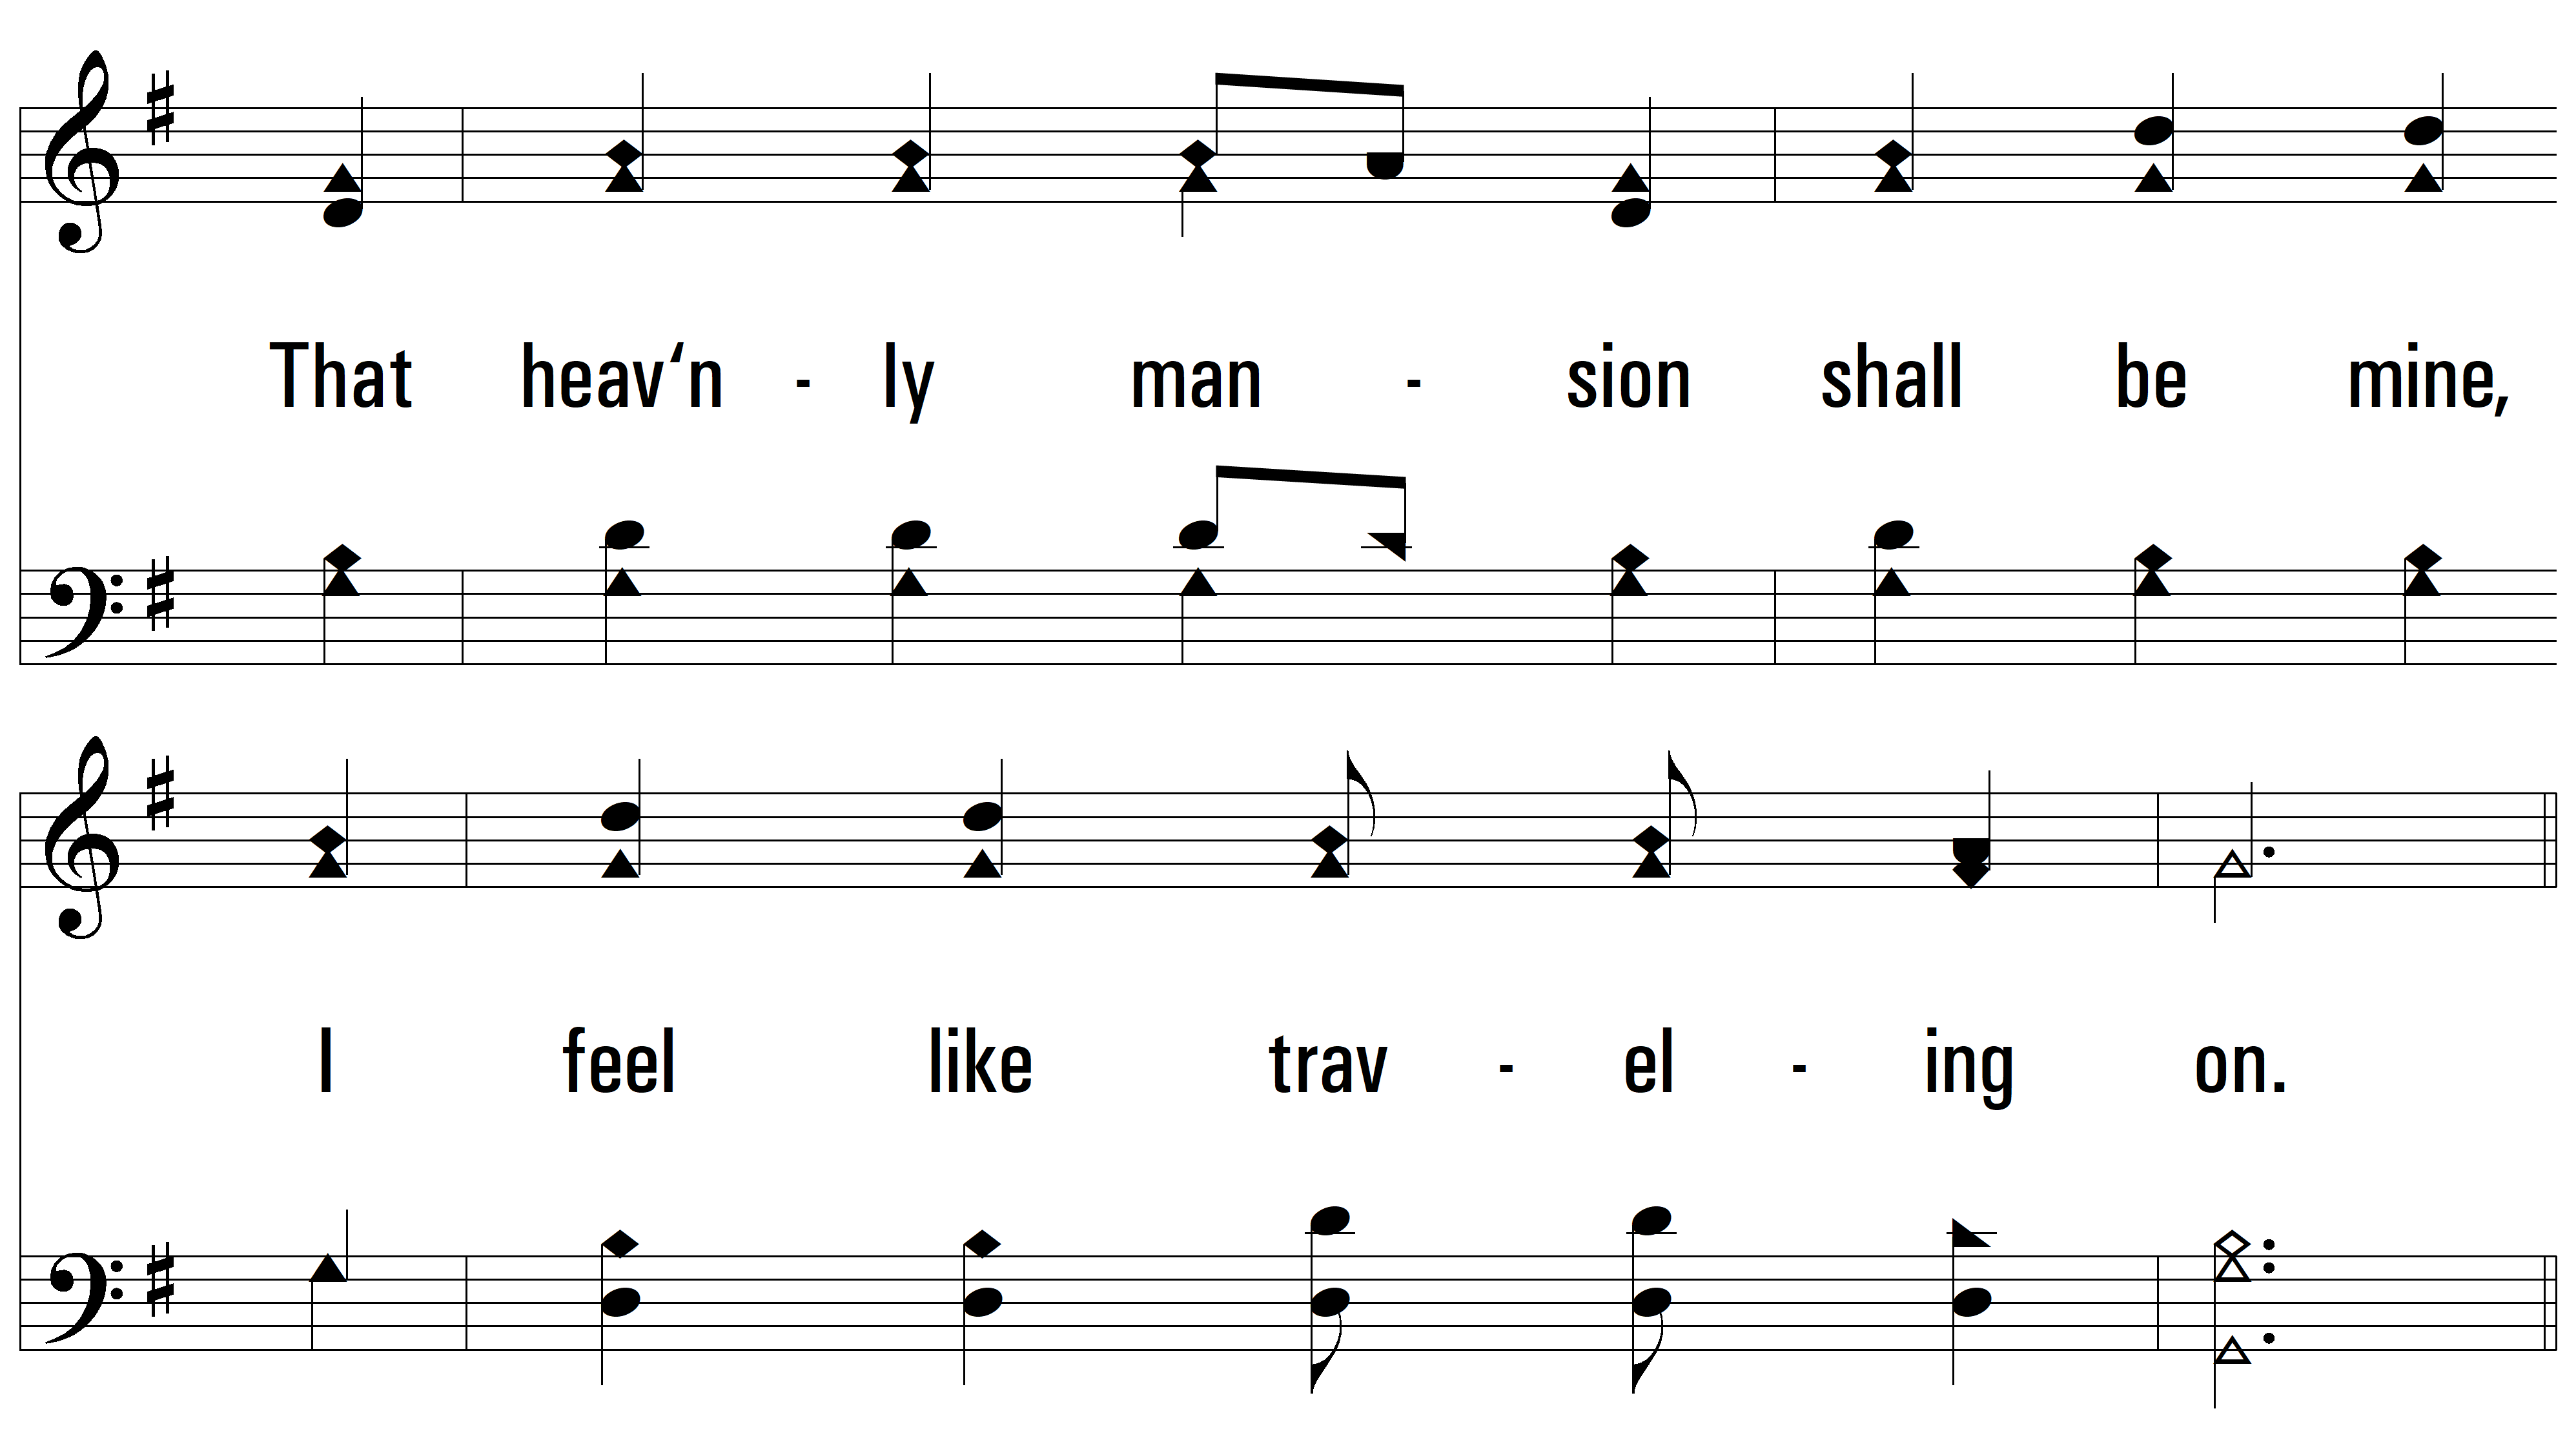 That heav‘n - ly man - sion shall be mine,
I feel like trav - el - ing on.